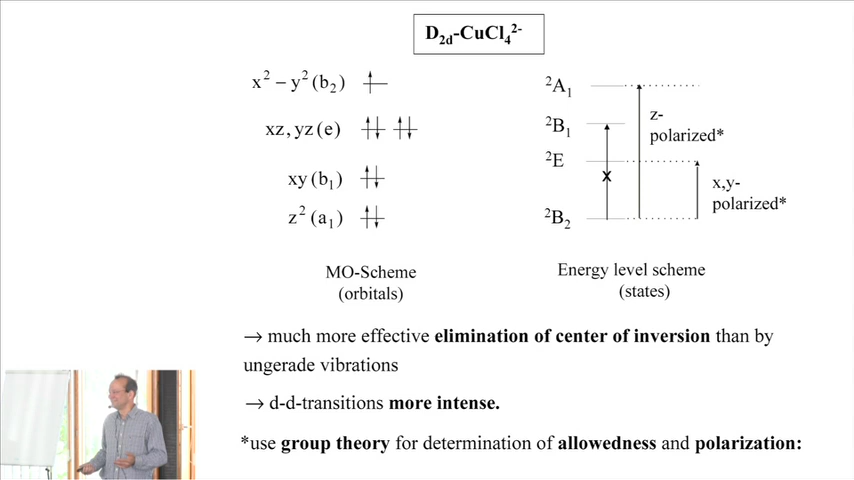 D2d-CuCl4 2-
x2 – y2 (b2)
xz, yz (e)
xy (b1)
z2 (a1)
MO-Scheme
(orbitals)
2A1
2B1
2E
2B2
z-
polarized*
x
x,y-
polarized*
Energy level scheme
(states)
→ much more effective elimination of center of inversion than by
ungerade vibrations
→ d-d-transitions more intense.
*use group theory for determination of allowedness and polarization: